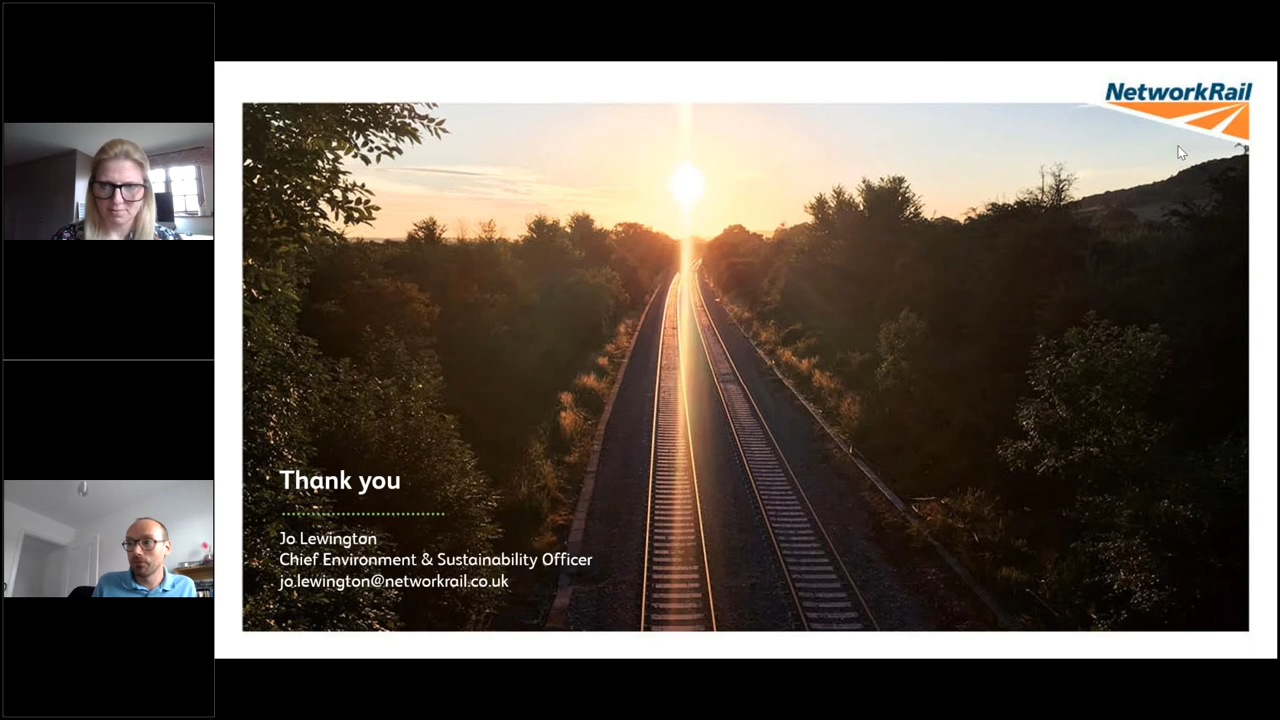 NetworkRail
Thank you
Jo Lewington
Chief Environment & Sustainability Officer
jo.lewington@networkrail.co.uk